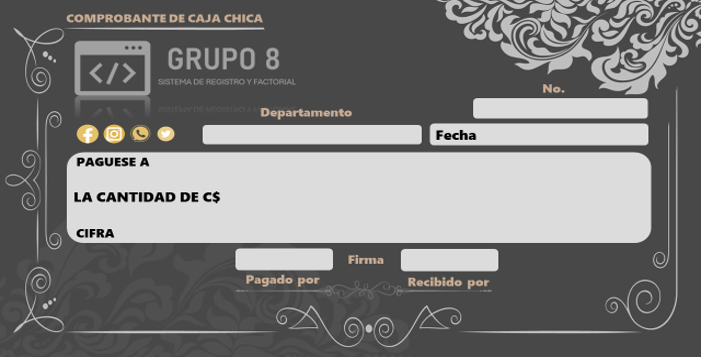 COMPROBANTE DE CAJA CHICA
</>
GRUPO 8
SISTEMA DE REGISTRO Y FACTORIAL
No.
Departamento
Fecha
PAGUESE A
LA CANTIDAD DE C$
CIFRA
Firma
Pagado por
Recibido por